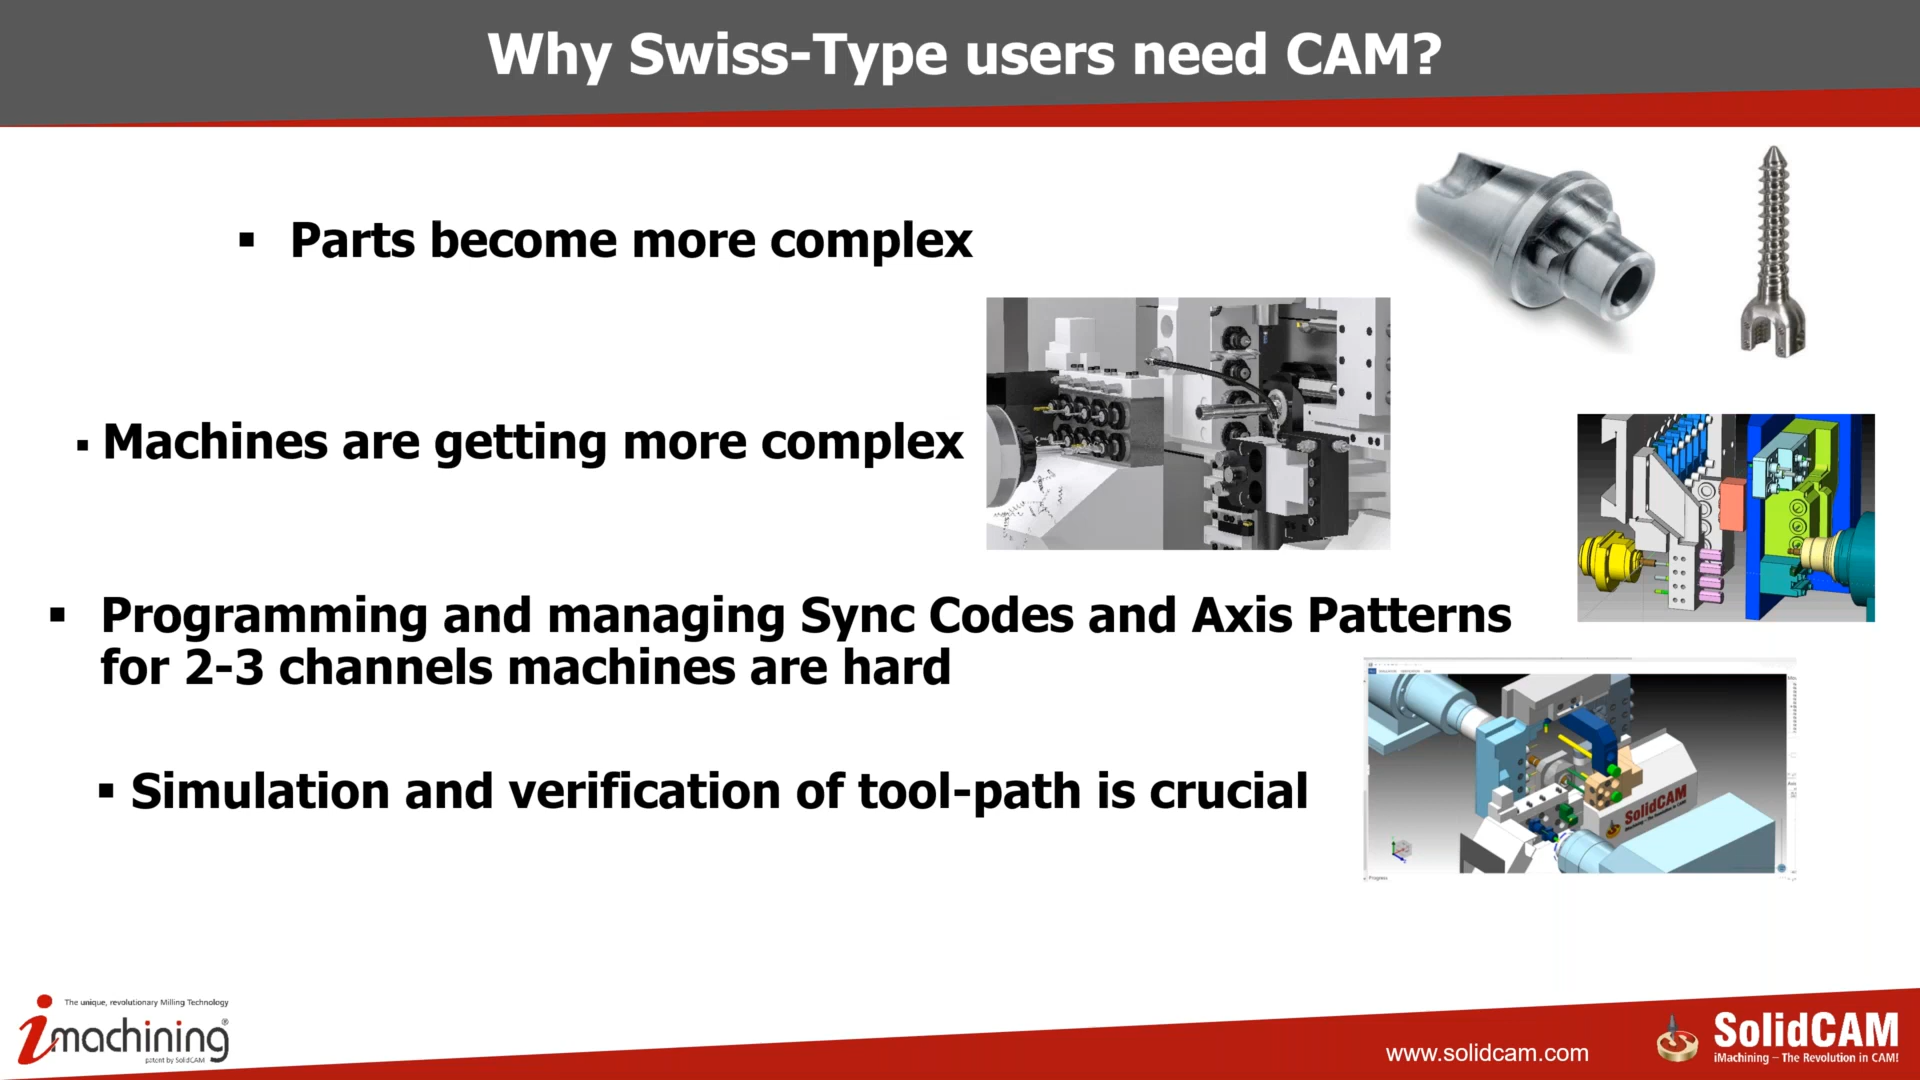 Why Swiss-Type users need CAM?
▪ Parts become more complex
▪ Machines are getting more complex
▪ Programming and managing Sync Codes and Axis Patterns
for 2-3 channels machines are hard
▪ Simulation and verification of tool-path is crucial
SolidCAM
Progress
The unique, revolutionary Milling Technology
imachining®
patent by SolidCAM
www.solidcam.com
SolidCAM
iMachining – The Revolution in CAM!